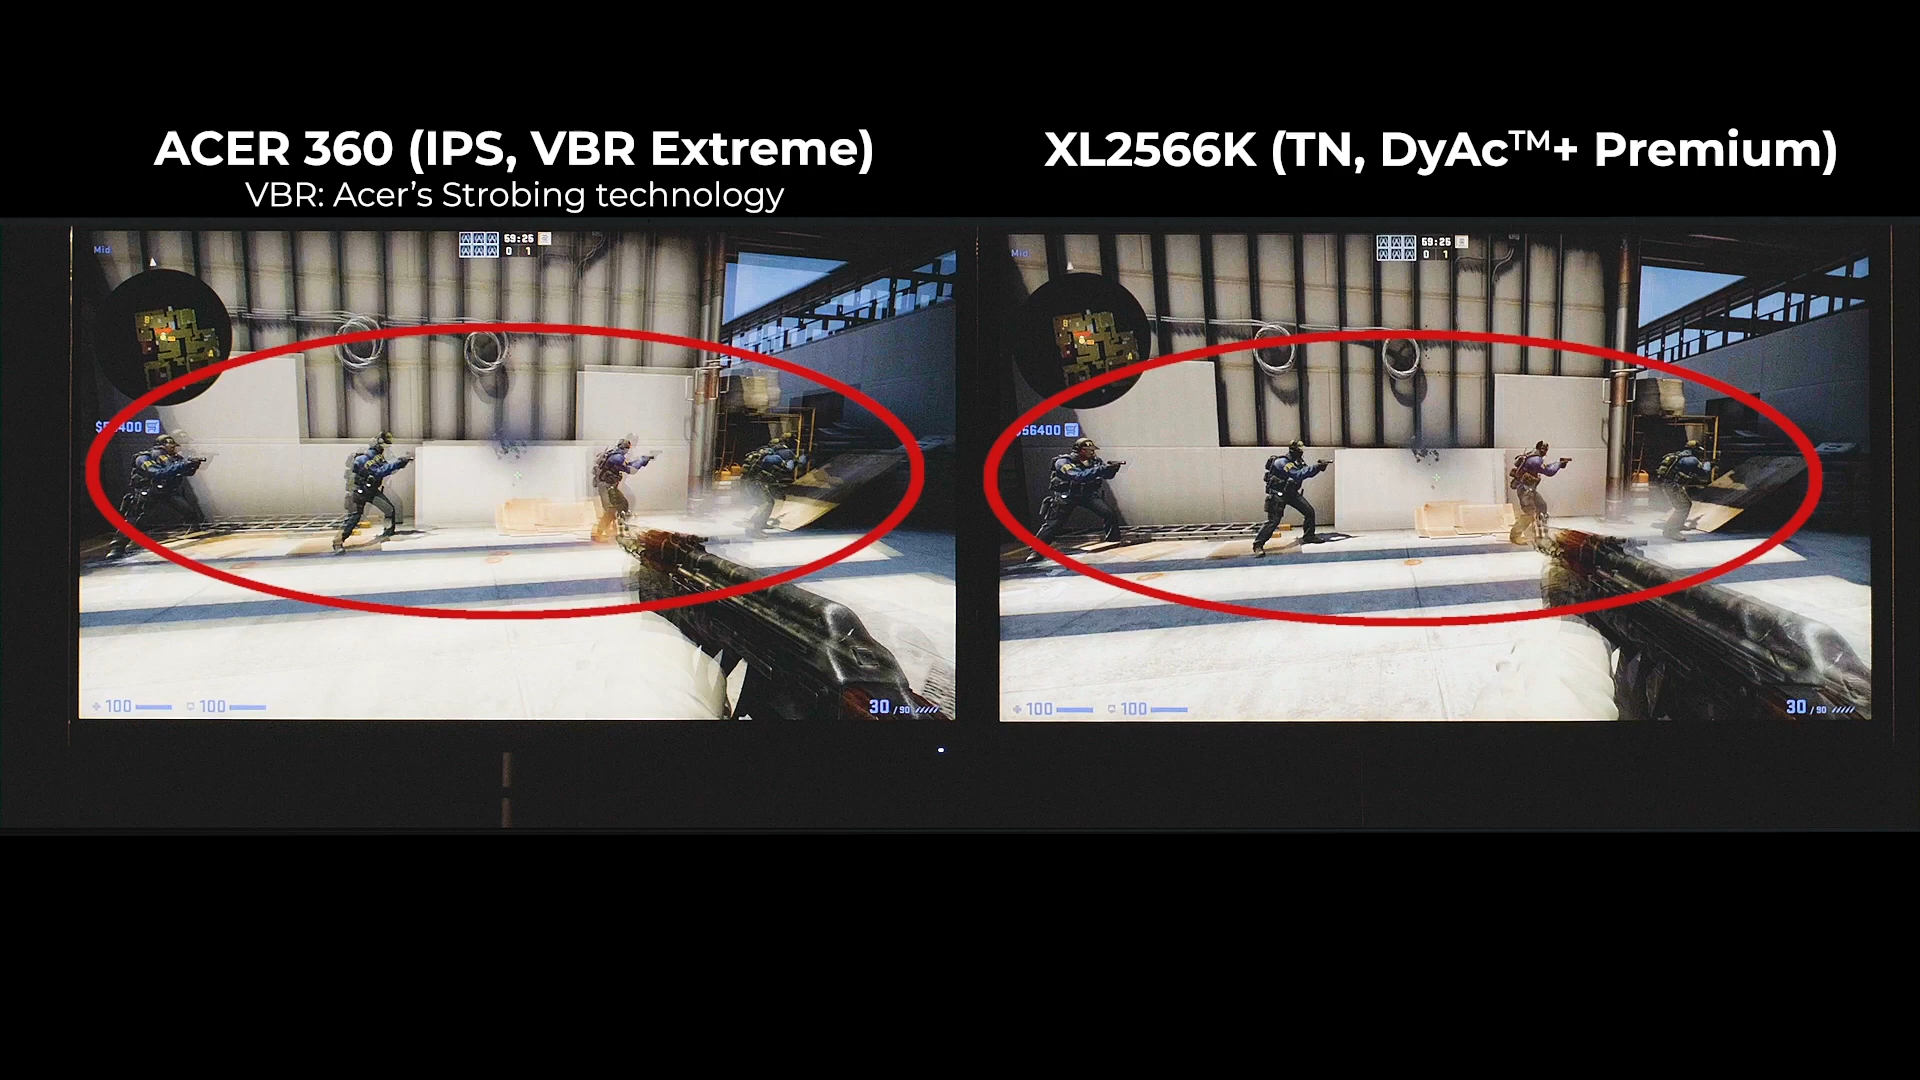 ACER 360 (IPS, VBR Extreme)
VBR: Acer's Strobing technology
XL2566K (TN, DyAc™+ Premium)
Mid
59:25
0 1
100 100
30 / 90
Mid
59:25
0 1
$56400
100 100
30 / 90